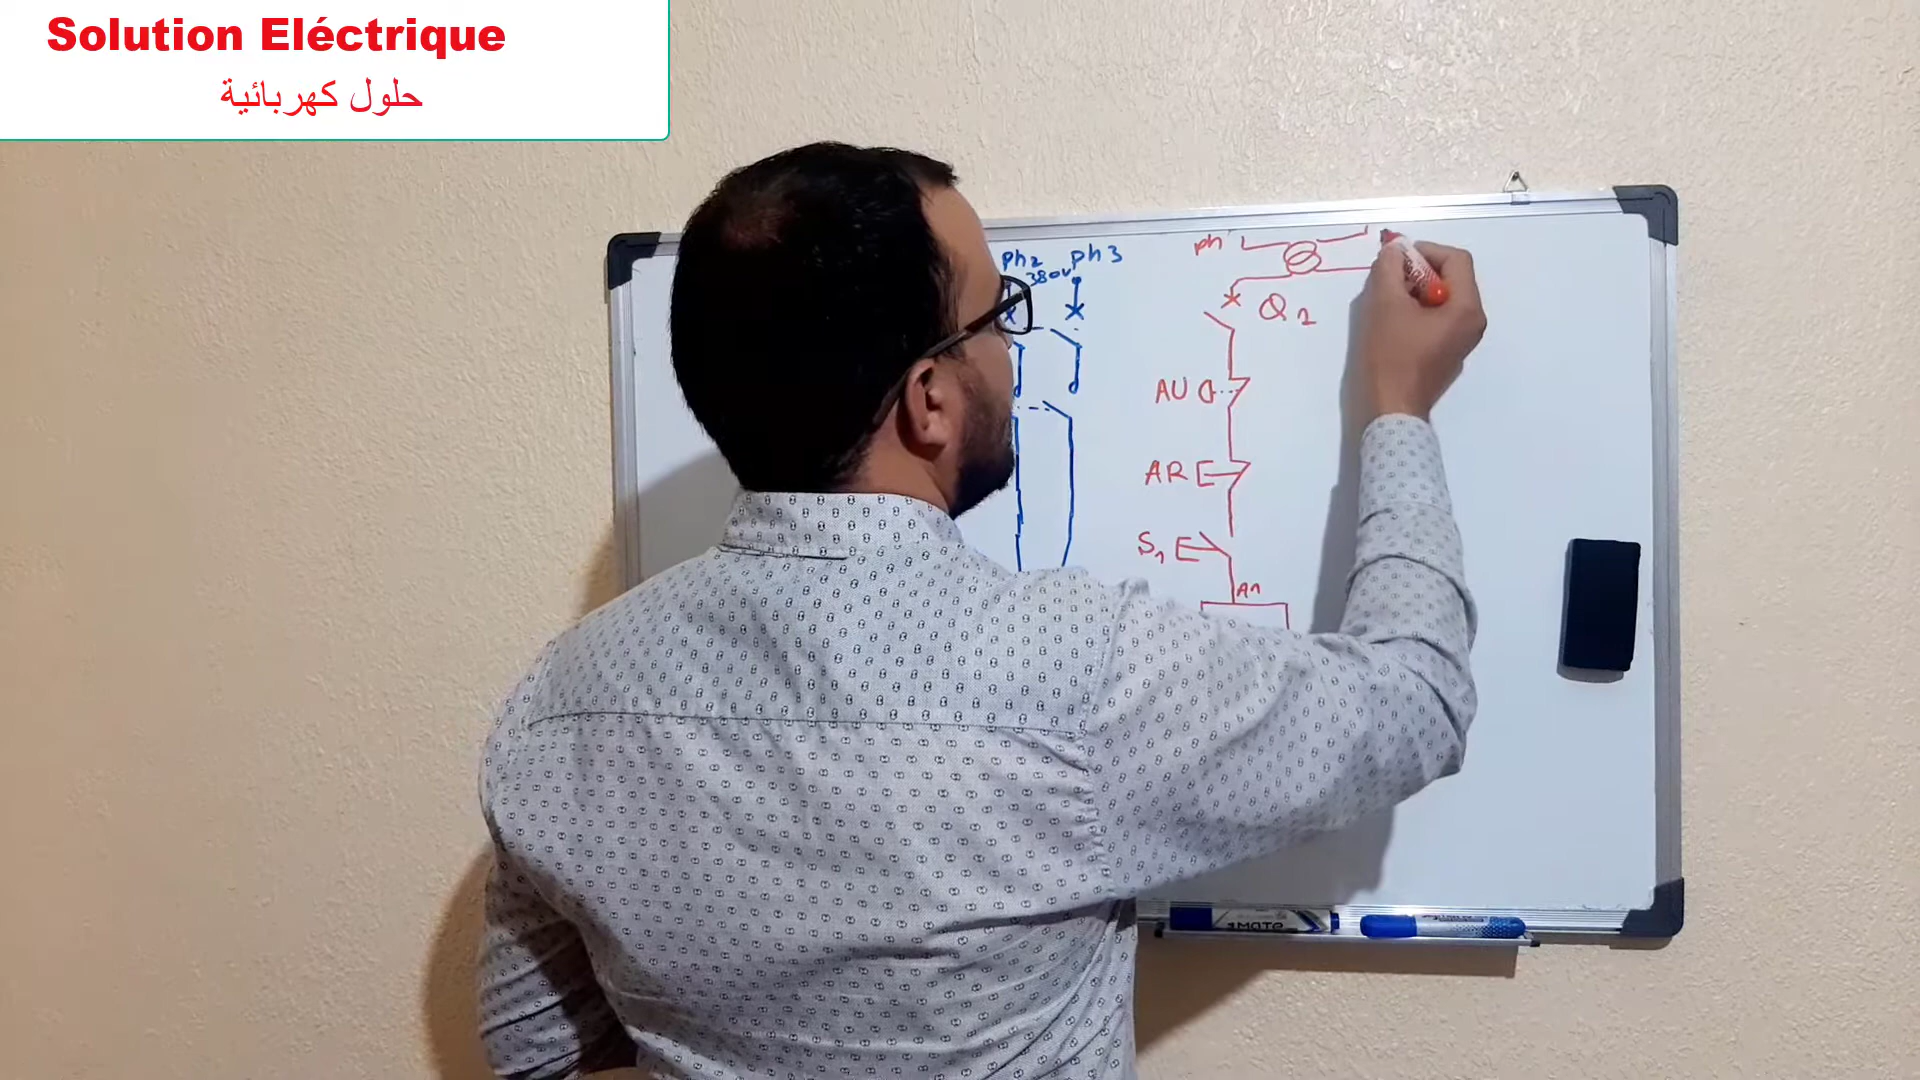 Solution Eléctrique
حلول كهربائية
ph2 ph3
380v
ph
Q2
AU
AR
S1
A1